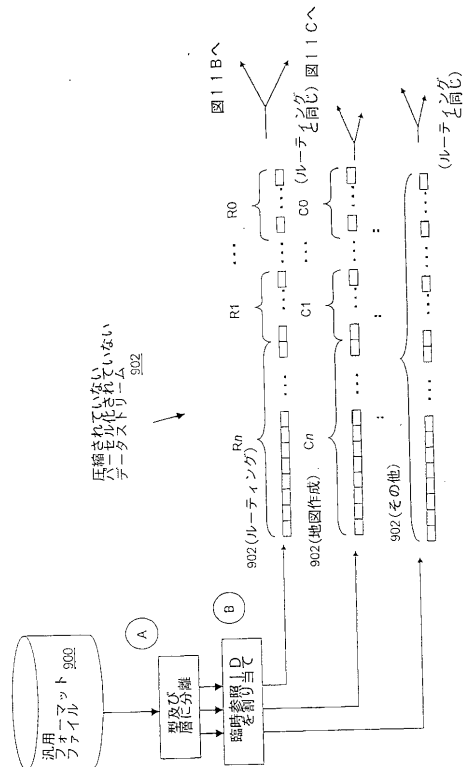 汎用
フォーマット
ファイル 900
A
型及び
層に分離
B
臨時参照ID
を割り当て
圧縮されていない
パーセル化されていない
データストリーム
902
902(ルーティング)
Rn
R1
...
R0
図11Bへ
902(地図作成)
Cn
C1
...
C0
(ルーティング
と同じ)
図11Cへ
902(その他)
(ルーティング
と同じ)